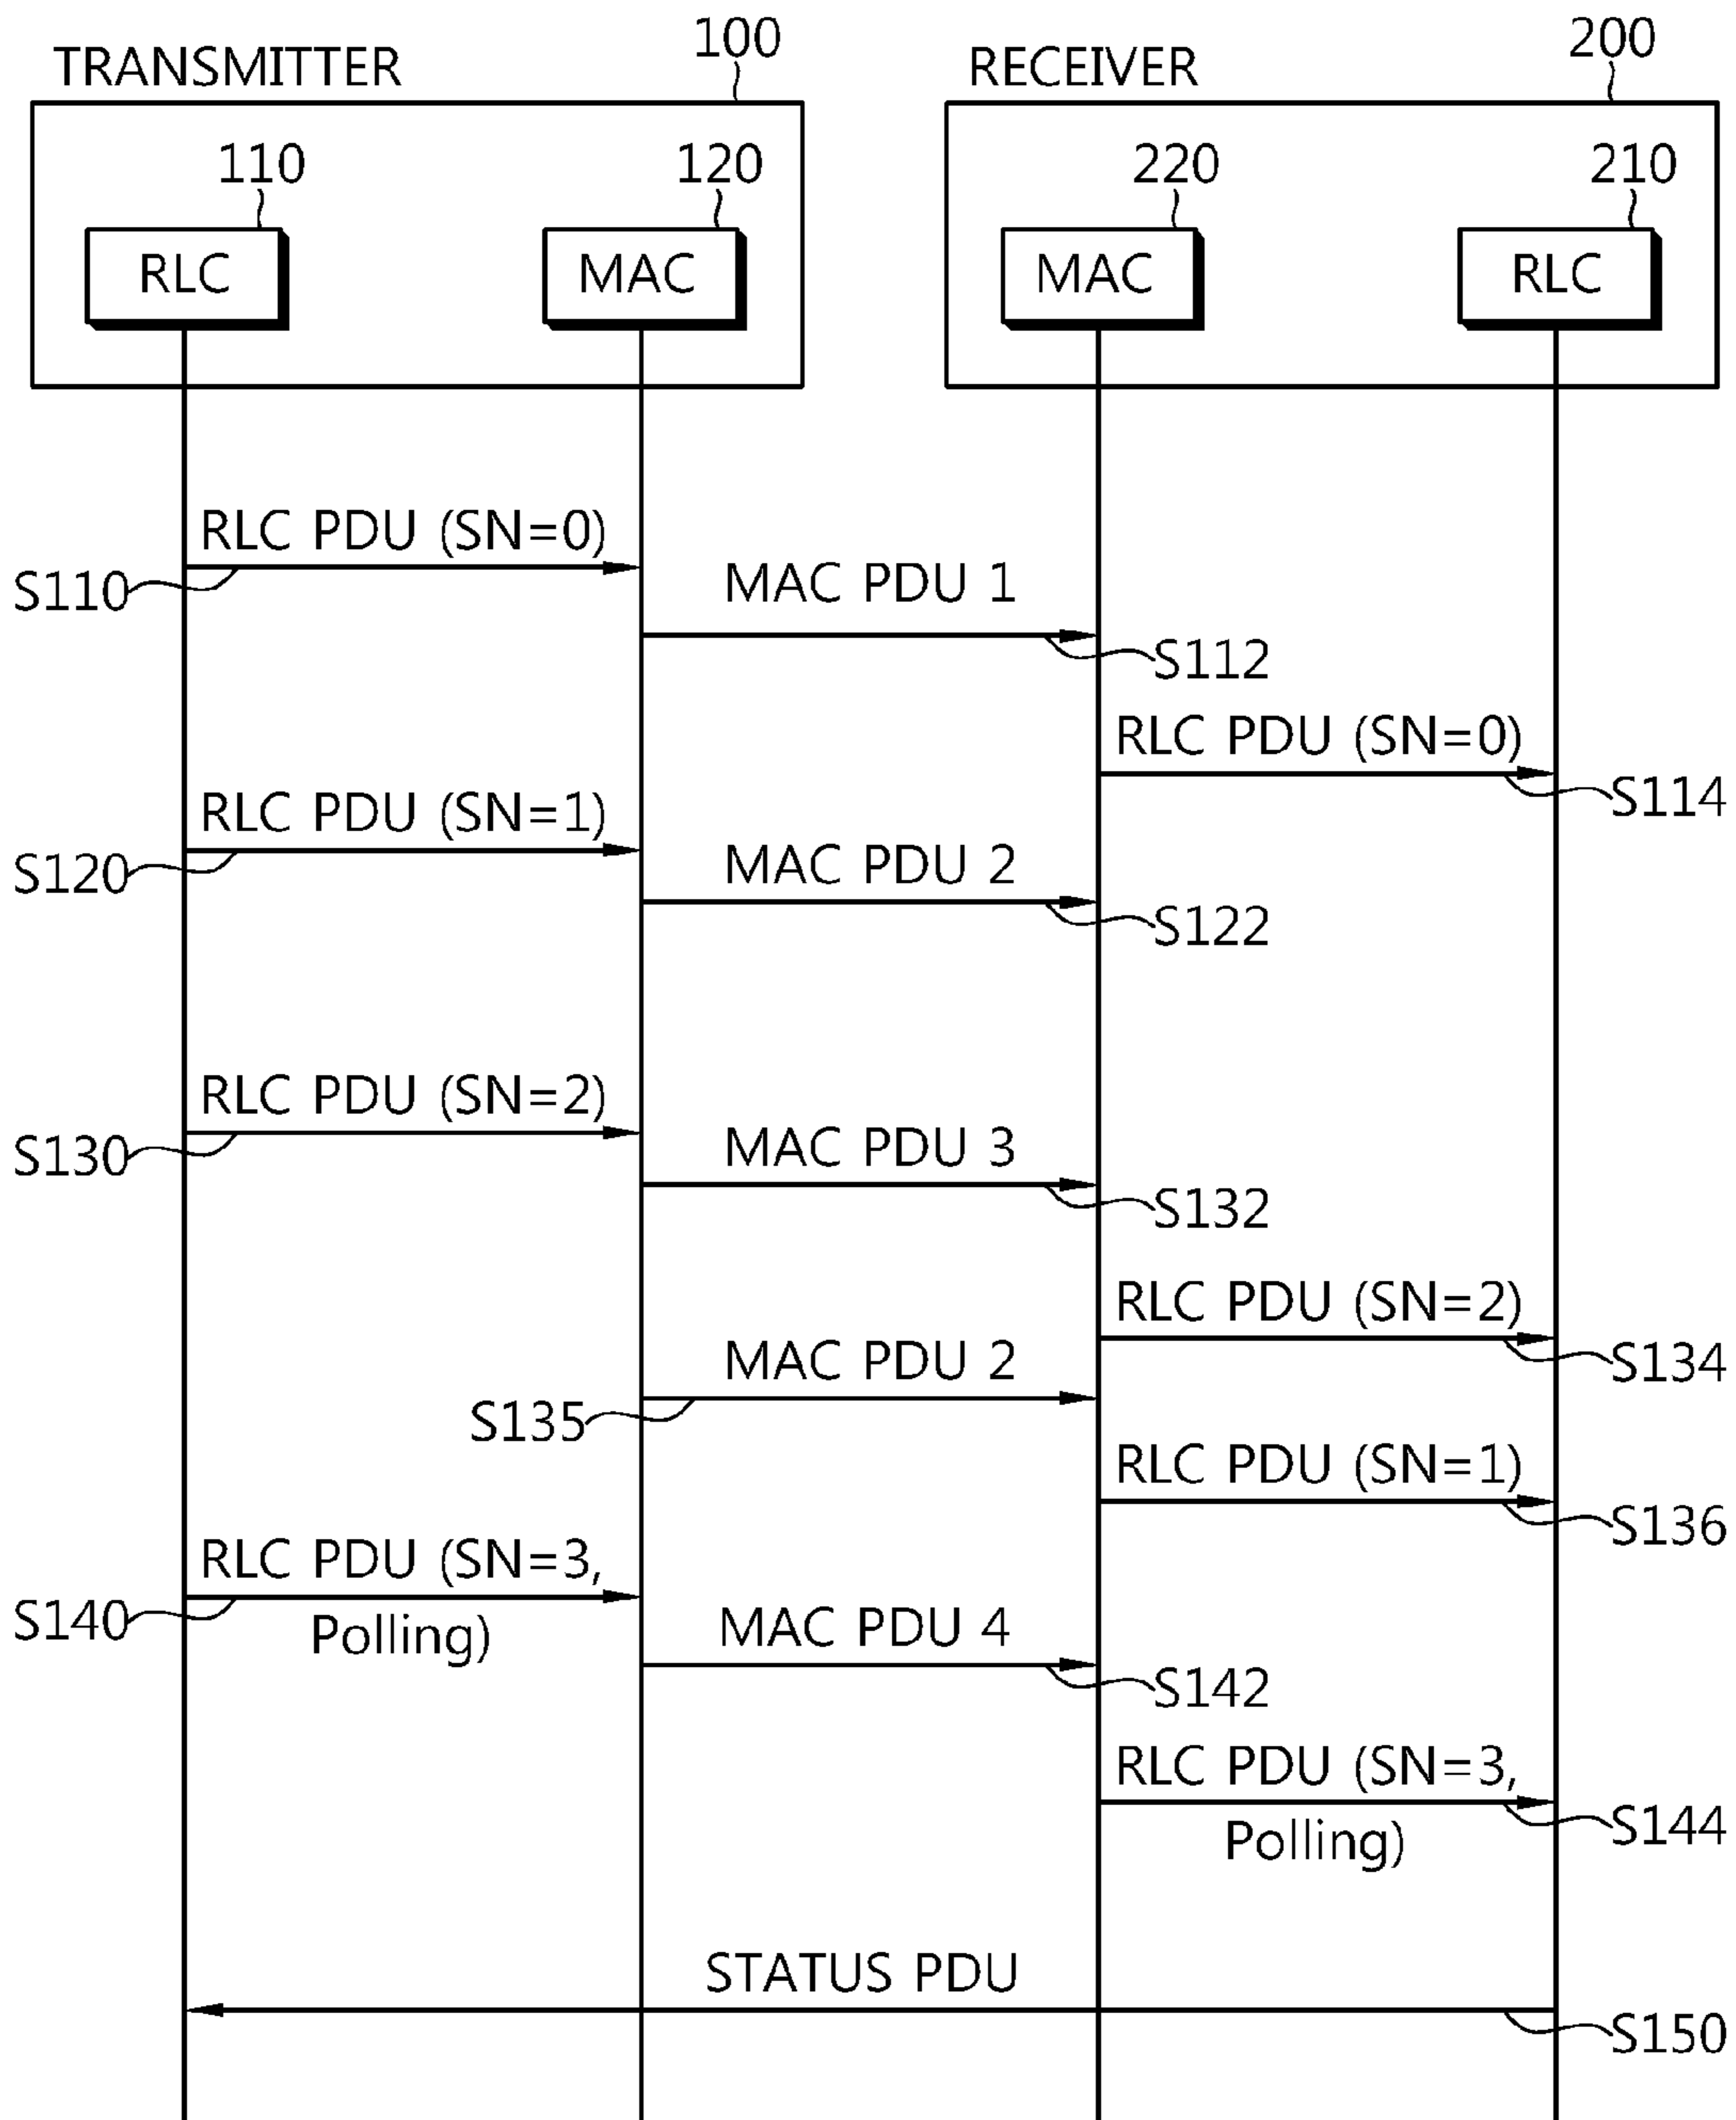 TRANSMITTER
100
RECEIVER
200
110
120
220
210
RLC
MAC
MAC
RLC
RLC PDU (SN=0)
S110
MAC PDU 1
S112
RLC PDU (SN=0)
S114
RLC PDU (SN=1)
S120
MAC PDU 2
S122
RLC PDU (SN=2)
S130
MAC PDU 3
S132
RLC PDU (SN=2)
S134
MAC PDU 2
S135
RLC PDU (SN=1)
S136
RLC PDU (SN=3,
Polling)
S140
MAC PDU 4
S142
RLC PDU (SN=3,
Polling)
S144
STATUS PDU
S150